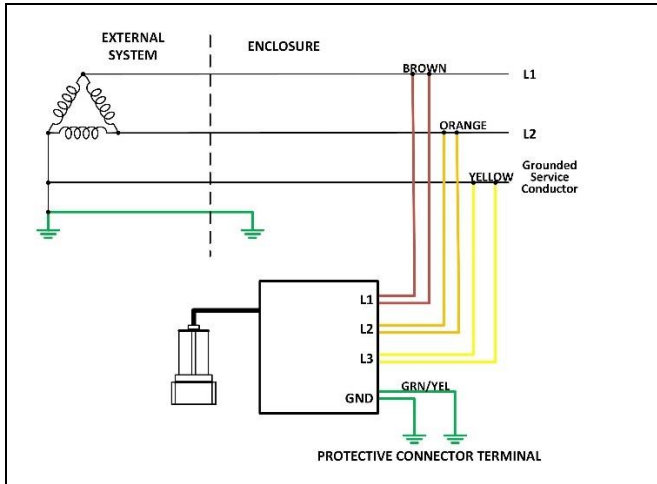 EXTERNAL
SYSTEM
ENCLOSURE
BROWN
L1
ORANGE
L2
YELLOW
Grounded
Service
Conductor
L1
L2
L3
GRN/YEL
GND
PROTECTIVE CONNECTOR TERMINAL